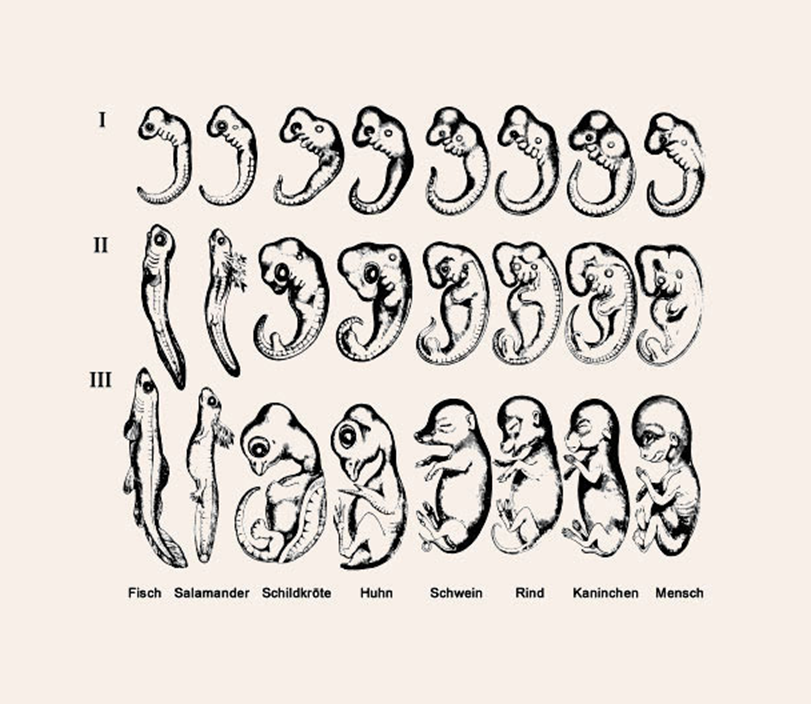 I
II
III
Fisch Salamander Schildkröte Huhn Schwein Rind Kaninchen Mensch